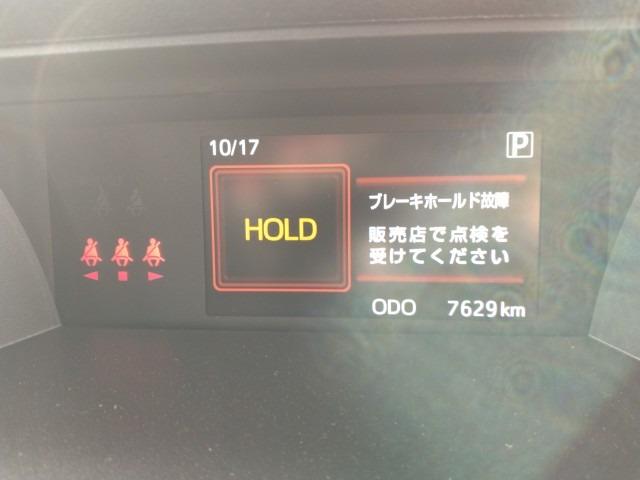 10/17 P
HOLD
ブレーキホールド故障
販売店で点検を
受けてください
ODO 7629km